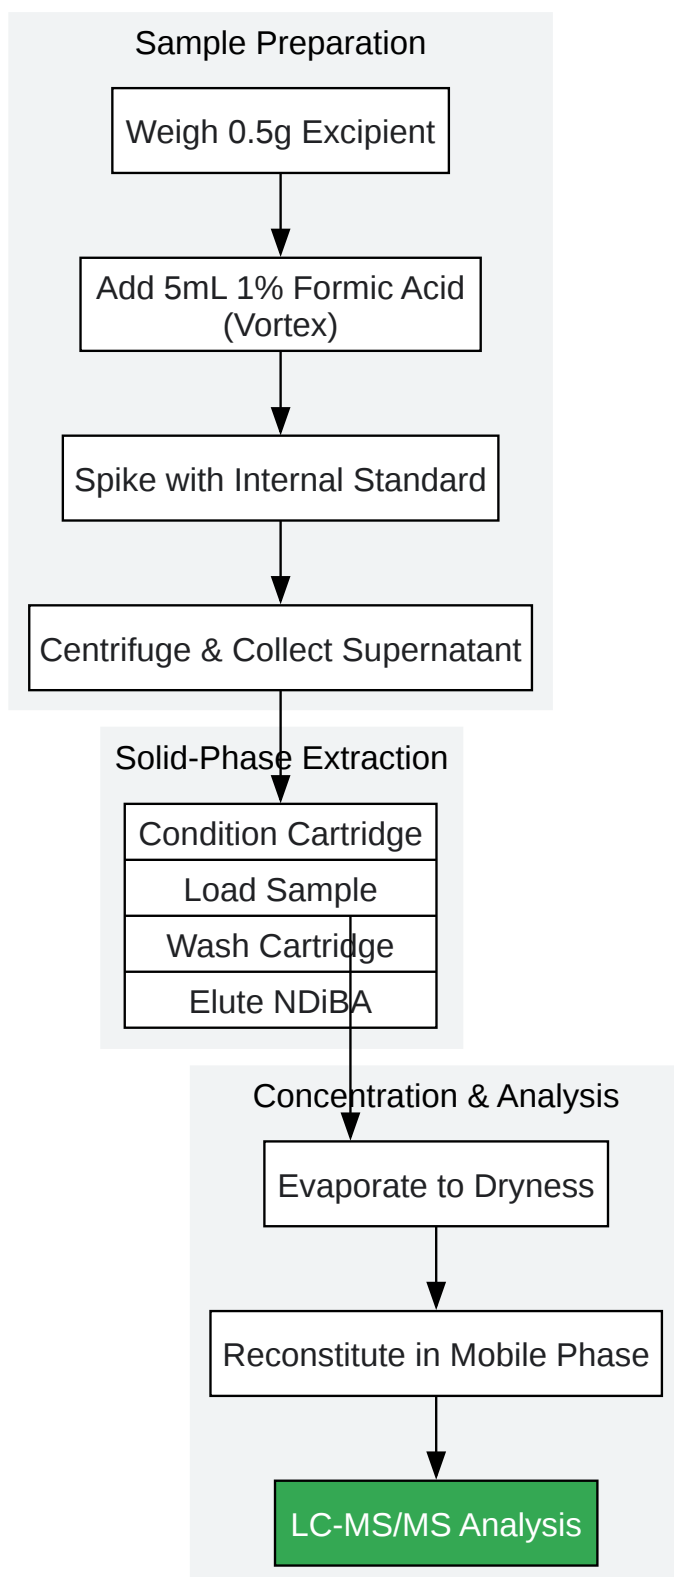 Sample Preparation
Weigh 0.5g Excipient
Add 5mL 1% Formic Acid
(Vortex)
Spike with Internal Standard
Centrifuge & Collect Supernatant
Solid-Phase Extraction
Condition Cartridge
Load Sample
Wash Cartridge
Elute NDiBA
Concentration & Analysis
Evaporate to Dryness
Reconstitute in Mobile Phase
LC-MS/MS Analysis